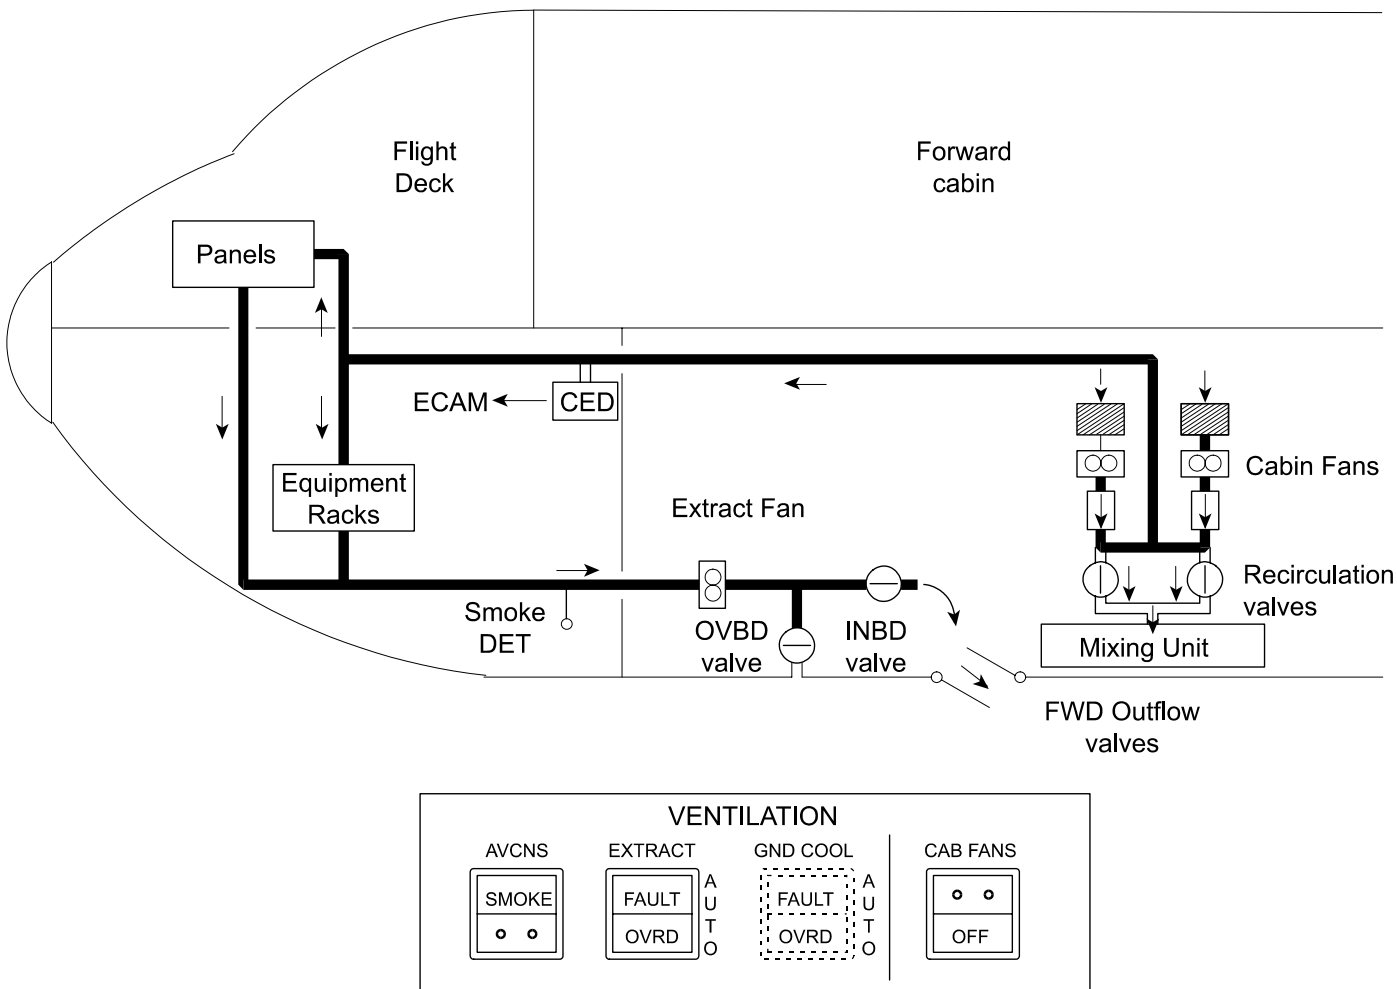 Flight
Deck
Forward
cabin
Panels
ECAM
CED
Cabin Fans
Equipment
Racks
Extract Fan
Recirculation
valves
Smoke
DET
OVBD
valve
INBD
valve
Mixing Unit
FWD Outflow
valves
VENTILATION
AVCNS
EXTRACT
GND COOL
CAB FANS
SMOKE
FAULT
OVRD
AUTO
FAULT
OVRD
AUTO
OFF